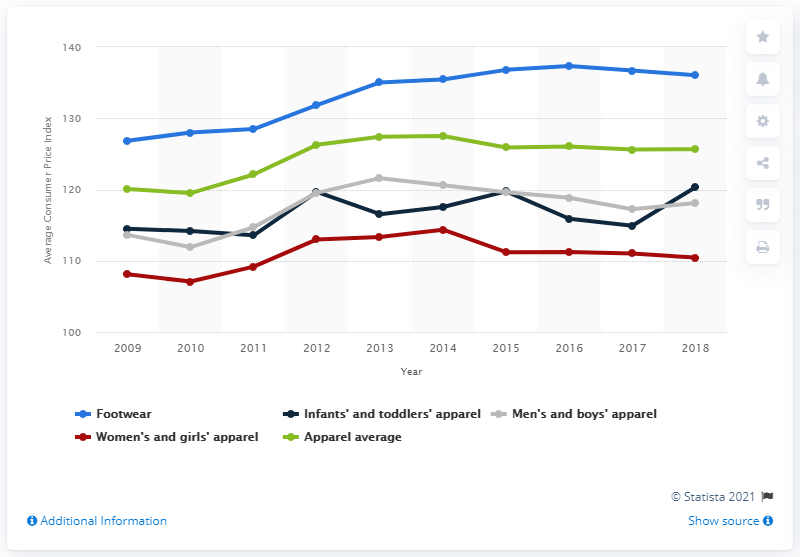 140
130
120
110
100
Average Consumer Price Index
2009 2010 2011 2012 2013 2014 2015 2016 2017 2018
Year
Footwear Infants' and toddlers' apparel Men's and boys' apparel
Women's and girls' apparel Apparel average
© Statista 2021
Additional Information Show source